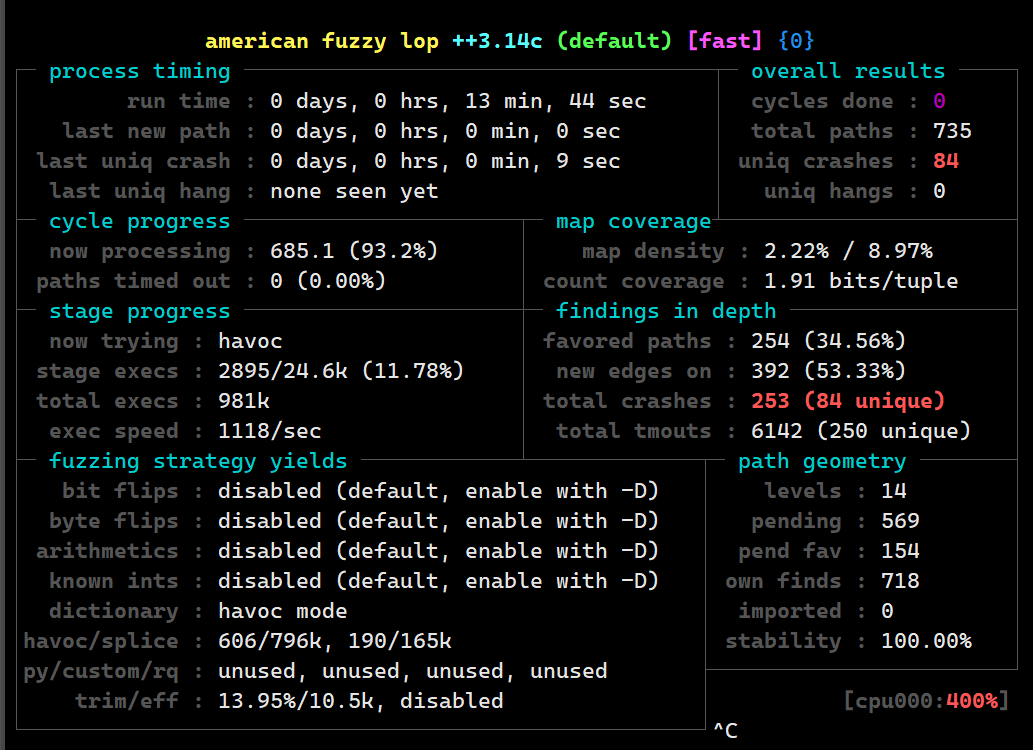 american fuzzy lop ++3.14c (default) [fast] {0}
process timing overall results
run time : 0 days, 0 hrs, 13 min, 44 sec cycles done : 0
last new path : 0 days, 0 hrs, 0 min, 0 sec total paths : 735
last uniq crash : 0 days, 0 hrs, 0 min, 9 sec uniq crashes : 84
last uniq hang : none seen yet uniq hangs : 0
cycle progress map coverage
now processing : 685.1 (93.2%) map density : 2.22% / 8.97%
paths timed out : 0 (0.00%) count coverage : 1.91 bits/tuple
stage progress findings in depth
now trying : havoc favored paths : 254 (34.56%)
stage execs : 2895/24.6k (11.78%) new edges on : 392 (53.33%)
total execs : 981k total crashes : 253 (84 unique)
exec speed : 1118/sec total tmouts : 6142 (250 unique)
fuzzing strategy yields path geometry
bit flips : disabled (default, enable with -D) levels : 14
byte flips : disabled (default, enable with -D) pending : 569
arithmetics : disabled (default, enable with -D) pend fav : 154
known ints : disabled (default, enable with -D) own finds : 718
dictionary : havoc mode imported : 0
havoc/splice : 606/796k, 190/165k stability : 100.00%
py/custom/rq : unused, unused, unused, unused
trim/eff : 13.95%/10.5k, disabled [cpu000:400%]
^C